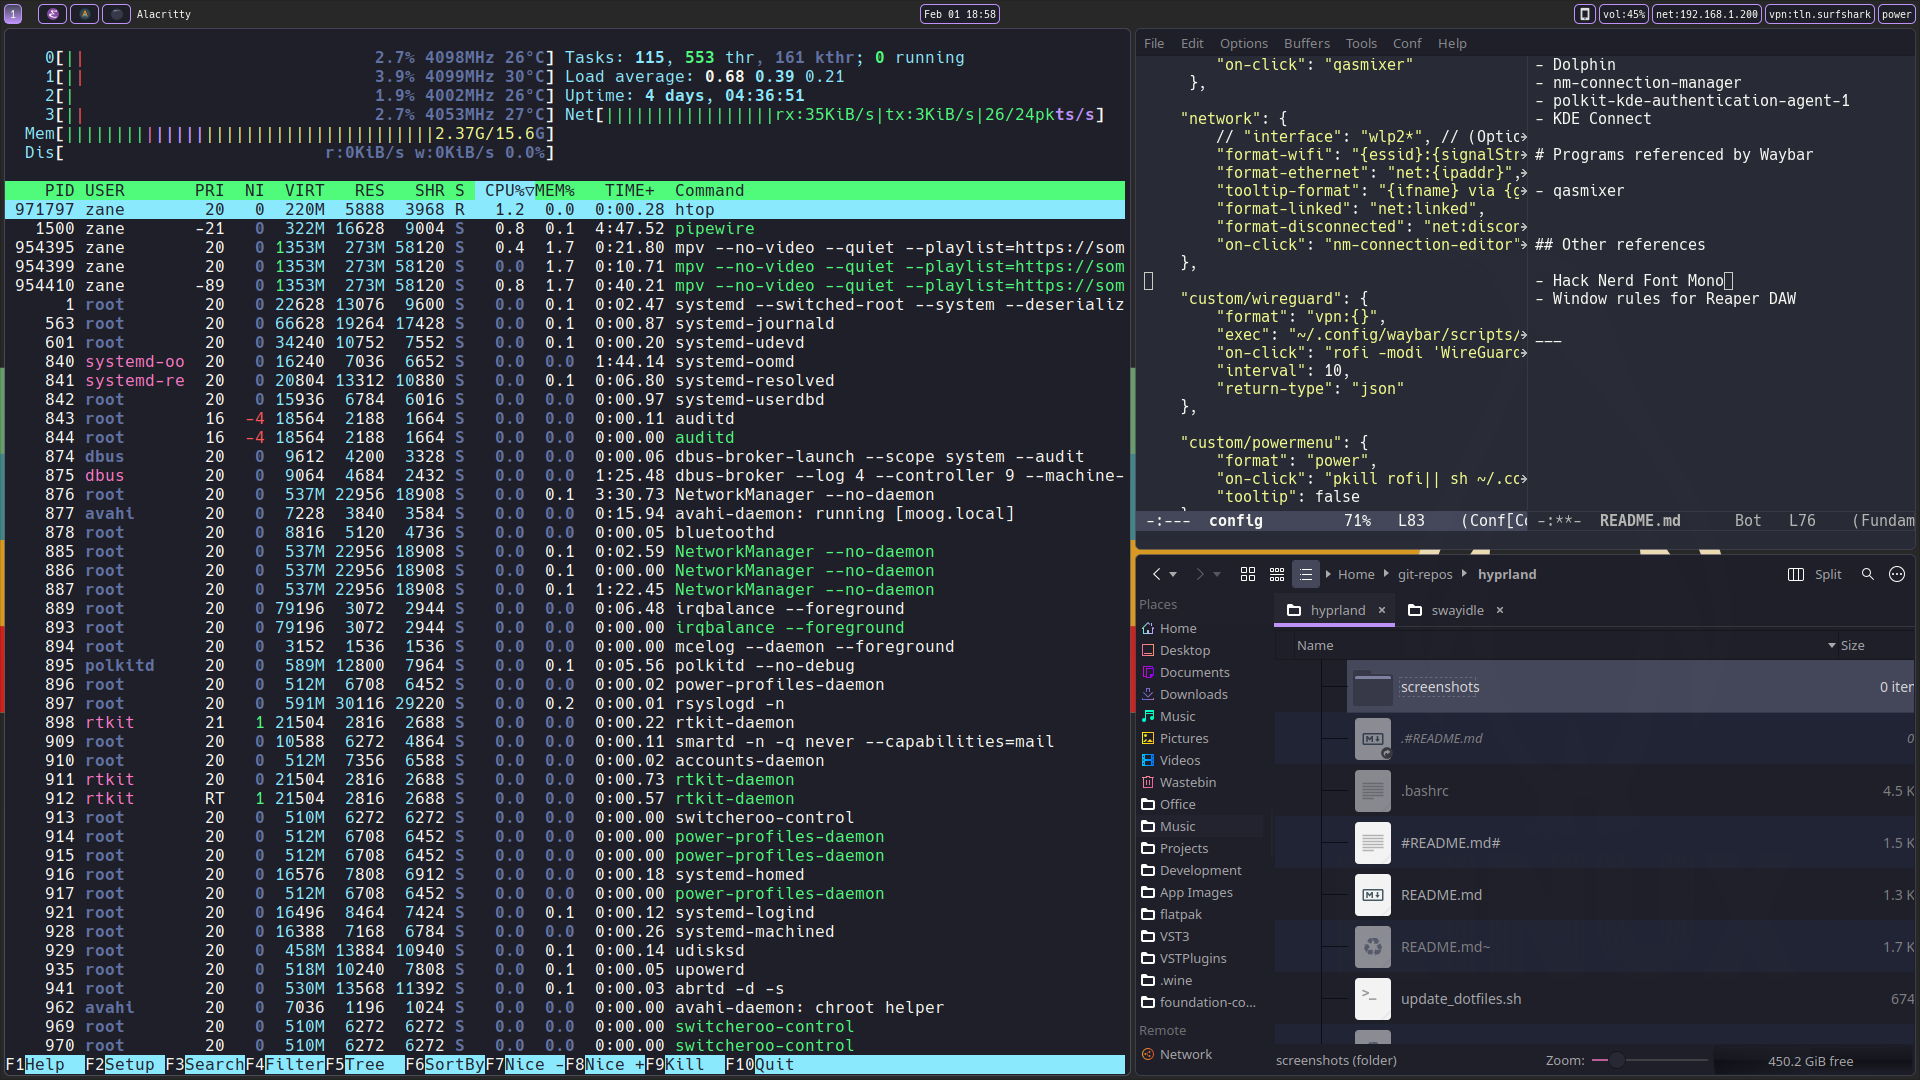 1 Alacritty Feb 01 18:58 vol:45% net:192.168.1.200 vpn:tln.surfshark power
0[|| 2.7% 4098MHz 26°C] Tasks: 115, 553 thr, 161 kthr; 0 running
1[|| 3.9% 4099MHz 30°C] Load average: 0.68 0.39 0.21
2[| 1.9% 4002MHz 26°C] Uptime: 4 days, 04:36:51
3[|| 2.7% 4053MHz 27°C] Net[|||||||||||||||||rx:35KiB/s|tx:3KiB/s|26/24pkts/s]
Mem[|||||||||||||||||||||||||||||||||||||2.37G/15.6G]
Dis[ r:0KiB/s w:0KiB/s 0.0%]
PID USER PRI NI VIRT RES SHR S CPU%▽MEM% TIME+ Command
971797 zane 20 0 220M 5888 3968 R 1.2 0.0 0:00.28 htop
1500 zane -21 0 322M 16628 9004 S 0.8 0.1 4:47.52 pipewire
954395 zane 20 0 1353M 273M 58120 S 0.4 1.7 0:21.80 mpv --no-video --quiet --playlist=https://som
954399 zane 20 0 1353M 273M 58120 S 0.0 1.7 0:10.71 mpv --no-video --quiet --playlist=https://som
954410 zane -89 0 1353M 273M 58120 S 0.8 1.7 0:40.21 mpv --no-video --quiet --playlist=https://som
1 root 20 0 22628 13076 9600 S 0.0 0.1 0:02.47 systemd --switched-root --system --deserializ
563 root 20 0 66628 19264 17428 S 0.0 0.1 0:00.87 systemd-journald
601 root 20 0 34240 10752 7552 S 0.0 0.1 0:00.20 systemd-udevd
840 systemd-oo 20 0 16240 7036 6652 S 0.0 0.0 1:44.14 systemd-oomd
841 systemd-re 20 0 20804 13312 10880 S 0.0 0.1 0:06.80 systemd-resolved
842 root 20 0 15936 6784 6016 S 0.0 0.0 0:00.97 systemd-userdbd
843 root 16 -4 18564 2188 1664 S 0.0 0.0 0:00.11 auditd
844 root 16 -4 18564 2188 1664 S 0.0 0.0 0:00.00 auditd
874 dbus 20 0 9612 4200 3328 S 0.0 0.0 0:00.06 dbus-broker-launch --scope system --audit
875 dbus 20 0 9064 4684 2432 S 0.0 0.0 1:25.48 dbus-broker --log 4 --controller 9 --machine-
876 root 20 0 537M 22956 18908 S 0.0 0.1 3:30.73 NetworkManager --no-daemon
877 avahi 20 0 7228 3840 3584 S 0.0 0.0 0:15.94 avahi-daemon: running [moog.local]
878 root 20 0 8816 5120 4736 S 0.0 0.0 0:00.05 bluetoothd
885 root 20 0 537M 22956 18908 S 0.0 0.1 0:02.59 NetworkManager --no-daemon
886 root 20 0 537M 22956 18908 S 0.0 0.1 0:00.00 NetworkManager --no-daemon
887 root 20 0 537M 22956 18908 S 0.0 0.1 1:22.45 NetworkManager --no-daemon
889 root 20 0 79196 3072 2944 S 0.0 0.0 0:06.48 irqbalance --foreground
893 root 20 0 79196 3072 2944 S 0.0 0.0 0:00.00 irqbalance --foreground
894 root 20 0 3152 1536 1536 S 0.0 0.0 0:00.00 mcelog --daemon --foreground
895 polkitd 20 0 589M 12800 7964 S 0.0 0.1 0:05.56 polkitd --no-debug
896 root 20 0 512M 6708 6452 S 0.0 0.0 0:00.02 power-profiles-daemon
897 root 20 0 591M 30116 29220 S 0.0 0.2 0:00.01 rsyslogd -n
898 rtkit 21 1 21504 2816 2688 S 0.0 0.0 0:00.22 rtkit-daemon
909 root 20 0 10588 6272 4864 S 0.0 0.0 0:00.11 smartd -n -q never --capabilities=mail
910 root 20 0 512M 7356 6588 S 0.0 0.0 0:00.02 accounts-daemon
911 rtkit 20 0 21504 2816 2688 S 0.0 0.0 0:00.73 rtkit-daemon
912 rtkit RT 1 21504 2816 2688 S 0.0 0.0 0:00.57 rtkit-daemon
913 root 20 0 510M 6272 6272 S 0.0 0.0 0:00.00 switcheroo-control
914 root 20 0 512M 6708 6452 S 0.0 0.0 0:00.00 power-profiles-daemon
915 root 20 0 512M 6708 6452 S 0.0 0.0 0:00.00 power-profiles-daemon
916 root 20 0 16576 7808 6912 S 0.0 0.0 0:00.18 systemd-homed
917 root 20 0 512M 6708 6452 S 0.0 0.0 0:00.00 power-profiles-daemon
921 root 20 0 16496 8464 7424 S 0.0 0.1 0:00.12 systemd-logind
928 root 20 0 16388 7168 6784 S 0.0 0.0 0:00.26 systemd-machined
929 root 20 0 458M 13884 10940 S 0.0 0.1 0:00.14 udisksd
935 root 20 0 518M 10240 7808 S 0.0 0.1 0:00.05 upowerd
941 root 20 0 530M 13568 11392 S 0.0 0.1 0:00.03 abrtd -d -s
962 avahi 20 0 7036 1196 1024 S 0.0 0.0 0:00.00 avahi-daemon: chroot helper
969 root 20 0 510M 6272 6272 S 0.0 0.0 0:00.00 switcheroo-control
970 root 20 0 510M 6272 6272 S 0.0 0.0 0:00.00 switcheroo-control
F1Help F2Setup F3SearchF4FilterF5Tree F6SortByF7Nice -F8Nice +F9Kill F10Quit
File Edit Options Buffers Tools Conf Help
"on-click": "qasmixer"
},
"network": {
// "interface": "wlp2*", // (Optic
"format-wifi": "{essid}:{signalStr
"format-ethernet": "net:{ipaddr}",
"tooltip-format": "{ifname} via {g
"format-linked": "net:linked",
"format-disconnected": "net:discon
"on-click": "nm-connection-editor"
},
"custom/wireguard": {
"format": "vpn:{}",
"exec": "~/.config/waybar/scripts/
"on-click": "rofi -modi 'WireGuard
"interval": 10,
"return-type": "json"
},
"custom/powermenu": {
"format": "power",
"on-click": "pkill rofi|| sh ~/.cc
"tooltip": false
-:--- config 71% L83 (Conf[Co
- Dolphin
- nm-connection-manager
- polkit-kde-authentication-agent-1
- KDE Connect
# Programs referenced by Waybar
- qasmixer
## Other references
- Hack Nerd Font Mono
- Window rules for Reaper DAW
___
-:**- README.md Bot L76 (Fundam
Home git-repos hyprland Split
Places
Home
Desktop
Documents
Downloads
Music
Pictures
Videos
Wastebin
Office
Music
Projects
Development
App Images
flatpak
VST3
VSTPlugins
.wine
foundation-co...
Remote
Network
hyprland × swayidle ×
Name Size
screenshots 0 iter
.#README.md 0
.bashrc 4.5 K
#README.md# 1.5 K
README.md 1.3 K
README.md~ 1.7 K
update_dotfiles.sh 674
screenshots (folder) Zoom: 450.2 GiB free